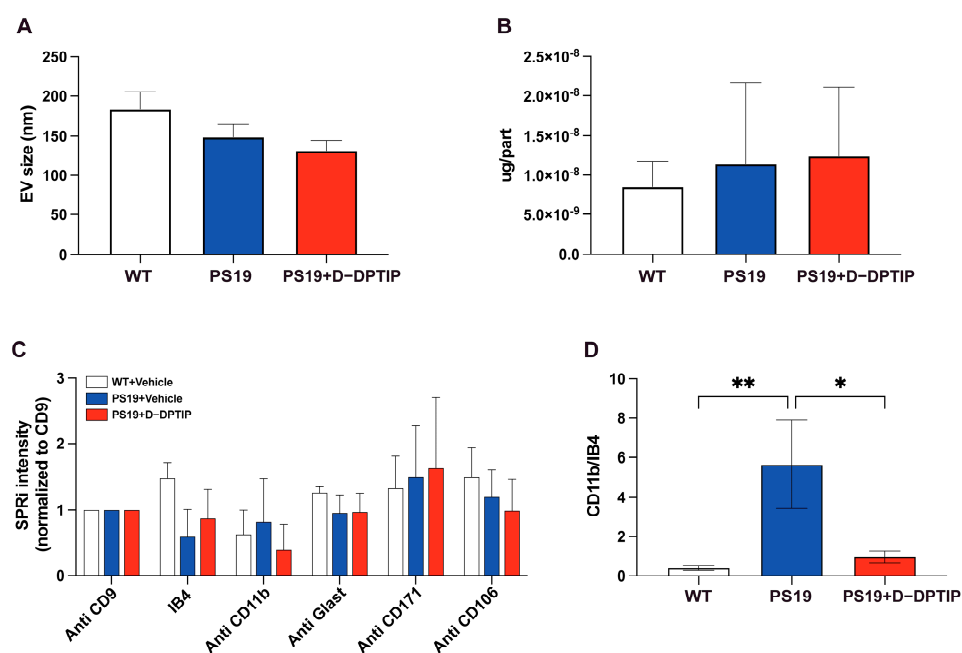 A
EV size (nm)
250
200
150
100
50
0
WT
PS19
PS19+D−DPTIP
B
ug/part
2.5×10⁻⁸
2.0×10⁻⁸
1.5×10⁻⁸
1.0×10⁻⁸
5.0×10⁻⁹
0.0
WT
PS19
PS19+D−DPTIP
C
SPRi intensity
(normalized to CD9)
3
2
1
0
WT+Vehicle
PS19+Vehicle
PS19+D−DPTIP
Anti CD9
IB4
Anti CD11b
Anti Glast
Anti CD171
Anti CD106
D
CD11b/IB4
10
8
6
4
2
0
**
*
WT
PS19
PS19+D−DPTIP